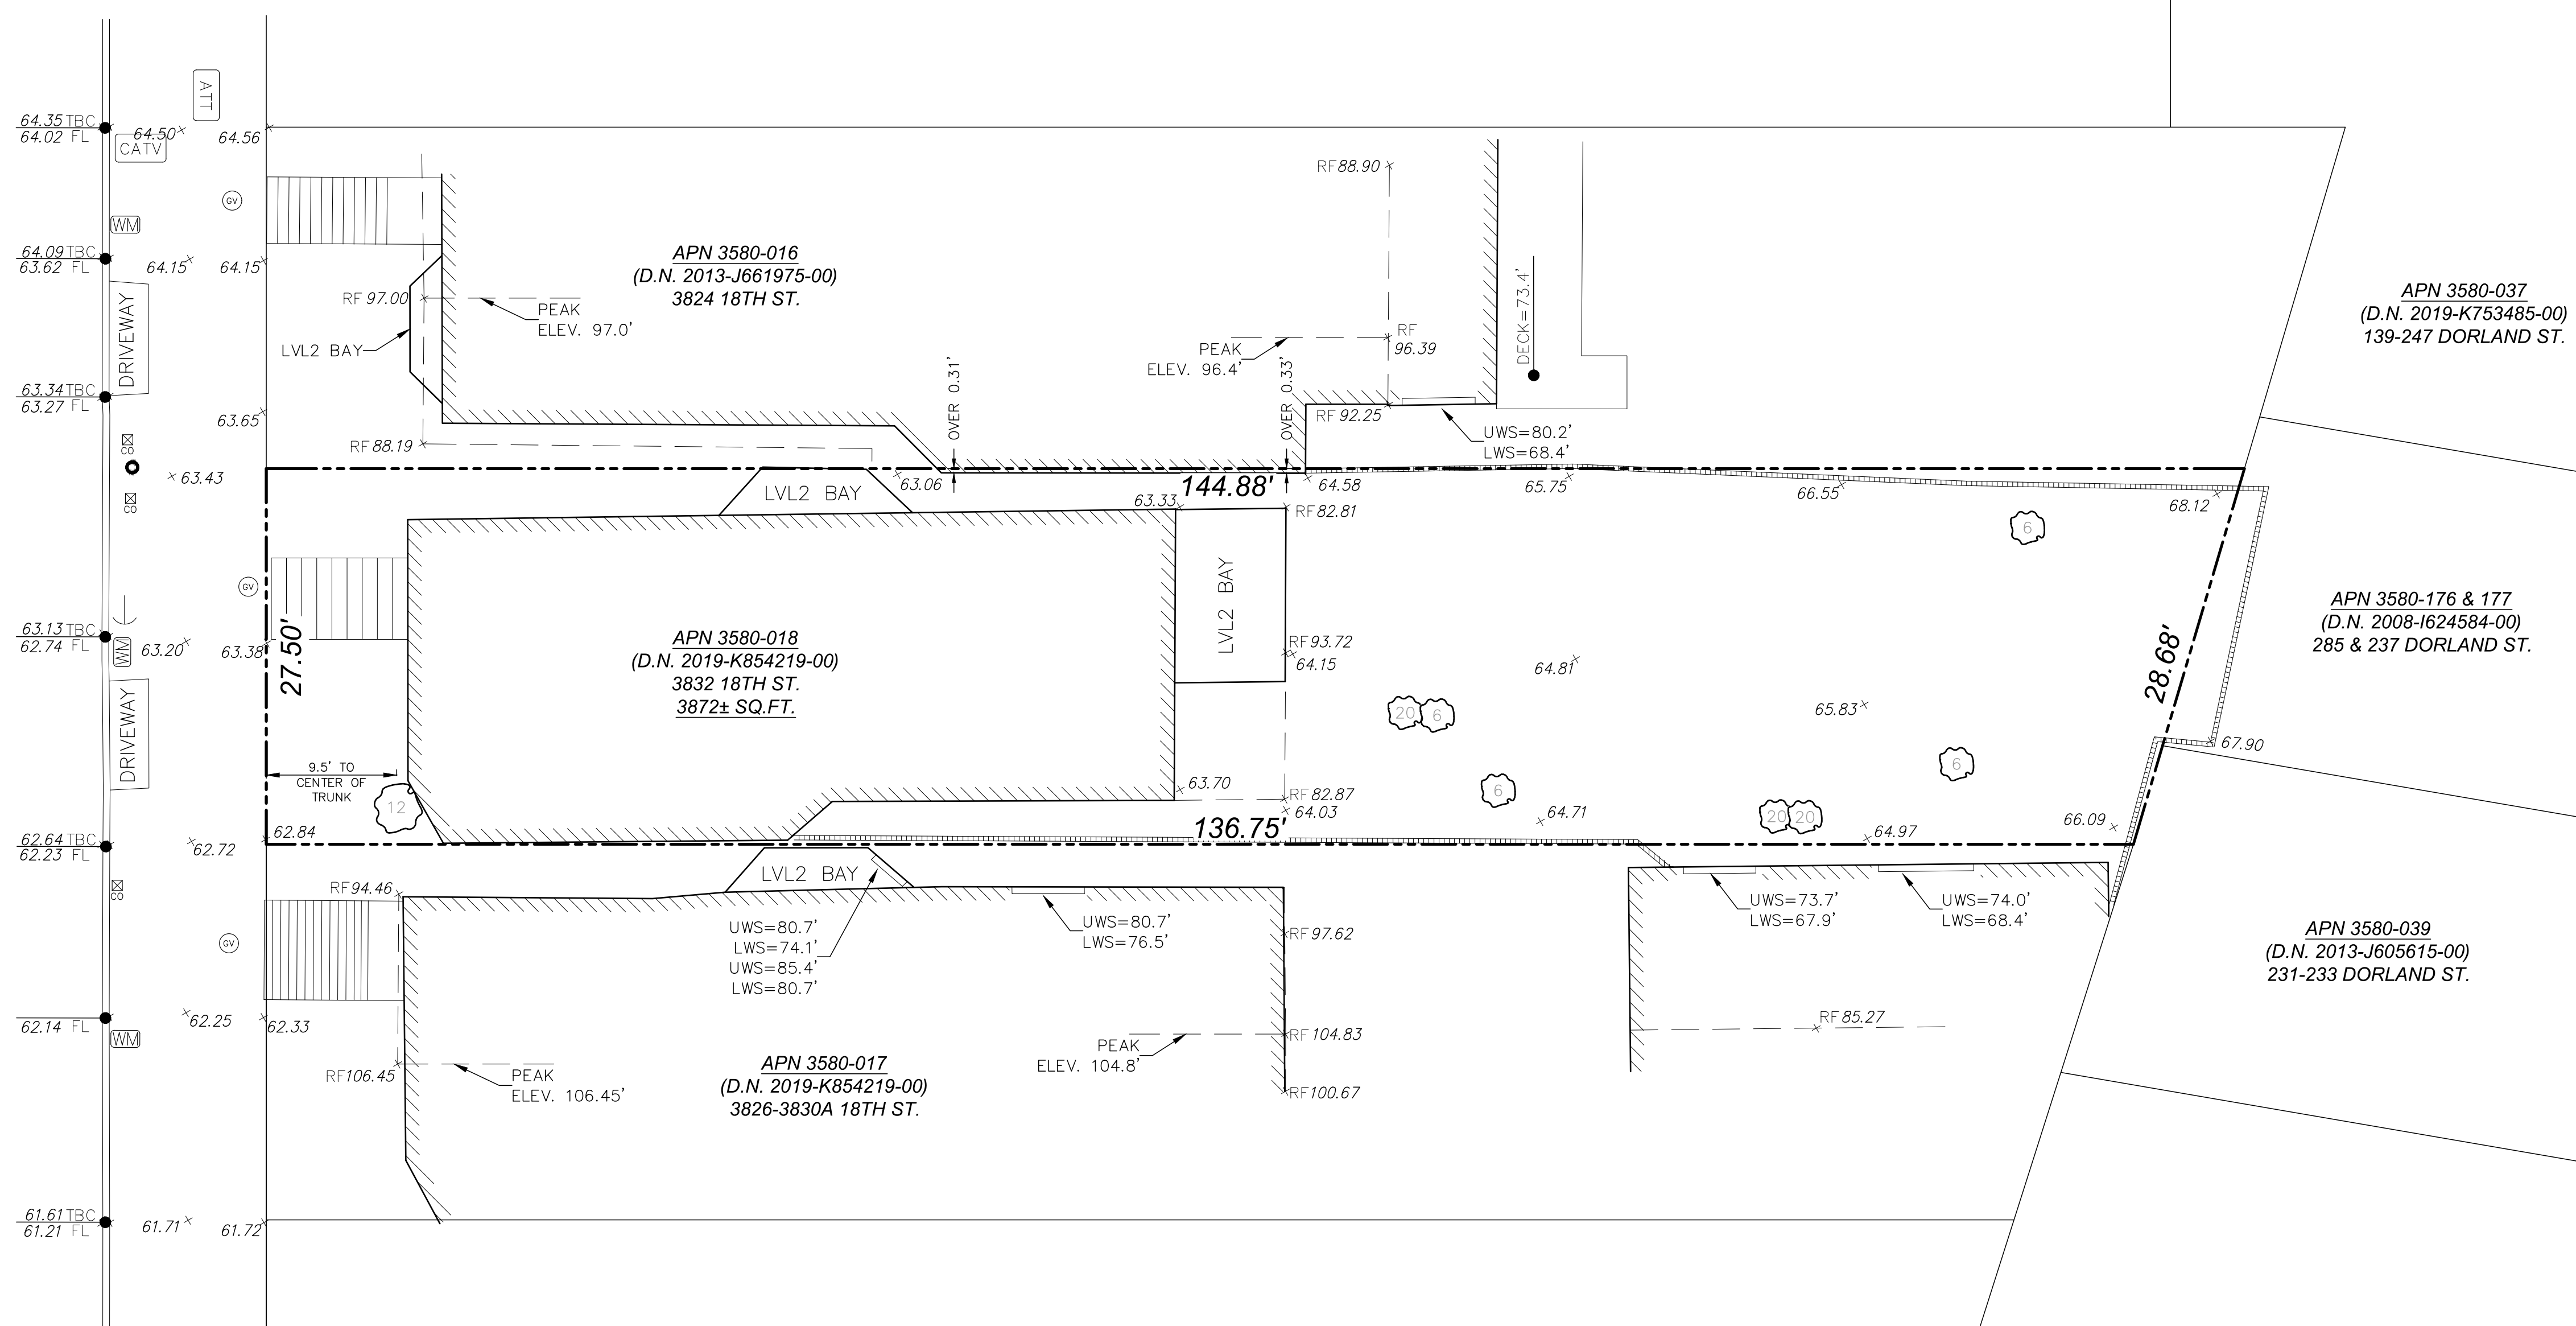 ATT
64.35 TBC
64.02 FL
64.50
CATV
64.56
GV
WM
64.09 TBC
63.62 FL
64.15
64.15
DRIVEWAY
63.34 TBC
63.27 FL
63.65
CO
63.43
CO
RF 97.00
PEAK
ELEV. 97.0'
LVL2 BAY
RF 88.19
APN 3580-016
(D.N. 2013-J661975-00)
3824 18TH ST.
RF 88.90
PEAK
ELEV. 96.4'
RF
96.39
OVER 0.31'
OVER 0.33'
RF 92.25
DECK=73.4'
UWS=80.2'
LWS=68.4'
APN 3580-037
(D.N. 2019-K753485-00)
139-247 DORLAND ST.
LVL2 BAY
63.06
144.88'
63.33
RF 82.81
64.58
65.75
66.55
68.12
6
GV
27.50'
63.13 TBC
62.74 FL
WM
63.20
63.38
DRIVEWAY
APN 3580-018
(D.N. 2019-K854219-00)
3832 18TH ST.
3872± SQ.FT.
LVL2 BAY
RF 93.72
64.15
64.81
20
6
65.83
28.68'
APN 3580-176 & 177
(D.N. 2008-I624584-00)
285 & 237 DORLAND ST.
67.90
9.5' TO
CENTER OF
TRUNK
12
63.70
RF 82.87
64.03
6
64.71
6
20
20
64.97
66.09
62.84
62.64 TBC
62.23 FL
62.72
136.75'
CO
LVL2 BAY
RF 94.46
GV
UWS=80.7'
LWS=74.1'
UWS=85.4'
LWS=80.7'
UWS=80.7'
LWS=76.5'
RF 97.62
UWS=73.7'
LWS=67.9'
UWS=74.0'
LWS=68.4'
APN 3580-039
(D.N. 2013-J605615-00)
231-233 DORLAND ST.
62.14 FL
WM
62.25
62.33
RF 106.45
PEAK
ELEV. 106.45'
APN 3580-017
(D.N. 2019-K854219-00)
3826-3830A 18TH ST.
PEAK
ELEV. 104.8'
RF 104.83
RF 100.67
RF 85.27
61.61 TBC
61.21 FL
61.71
61.72